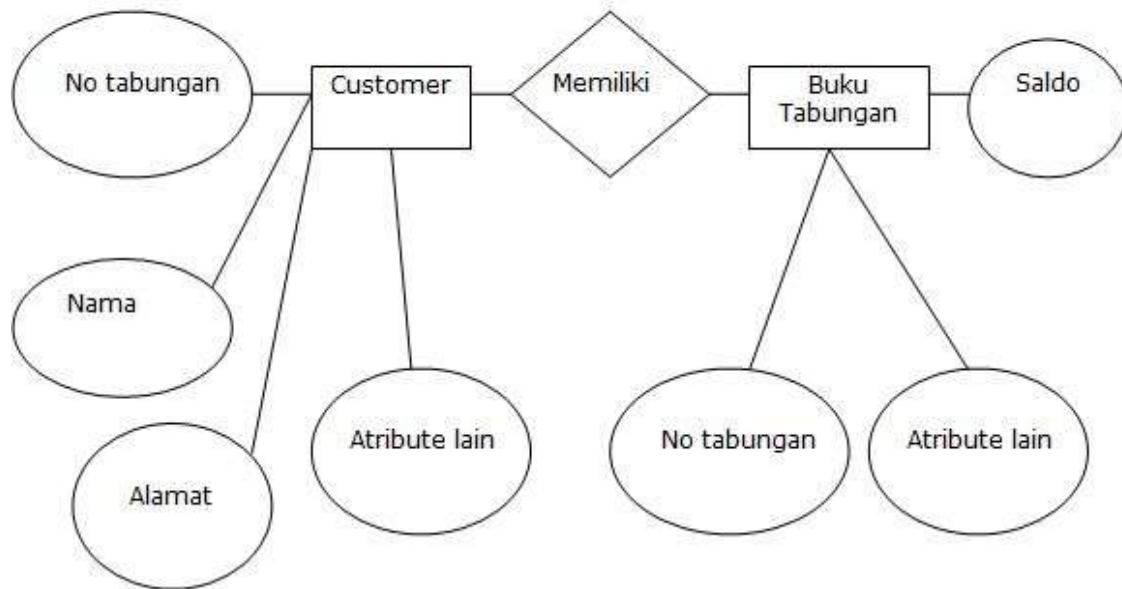 No tabungan
Customer
Memiliki
Buku
Tabungan
Saldo
Nama
Alamat
Atribute lain
No tabungan
Atribute lain